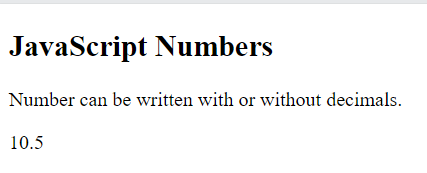 JavaScript Numbers
Number can be written with or without decimals.
10.5